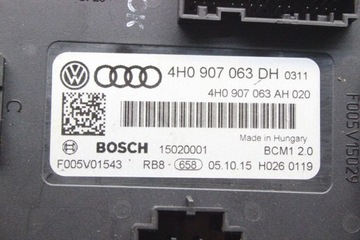 4H0 907 063 DH 0311
4H0 907 063 AH 020
Made in Hungary
BOSCH 15020001 BCM1 2.0
F005V01543 RB8- 658 05.10.15 H026 0119
C
F005V15029